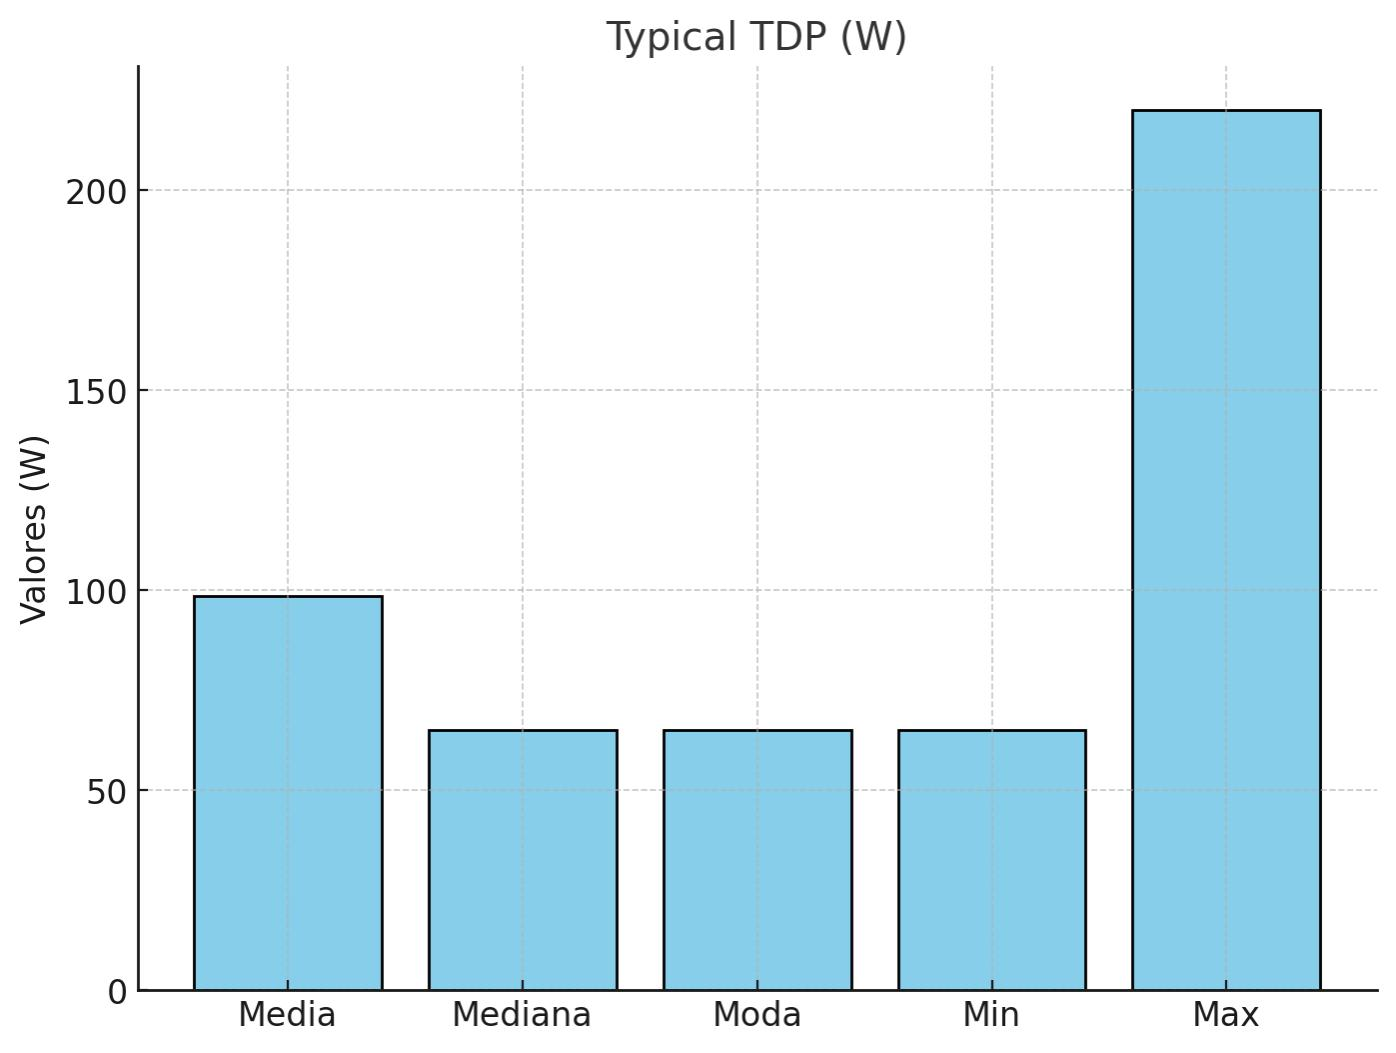 Typical TDP (W)
Valores (W)
200
150
100
50
0
Media
Mediana
Moda
Min
Max